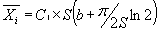 X̅ᵢ = C₁ × S(b + π/2S ln 2)